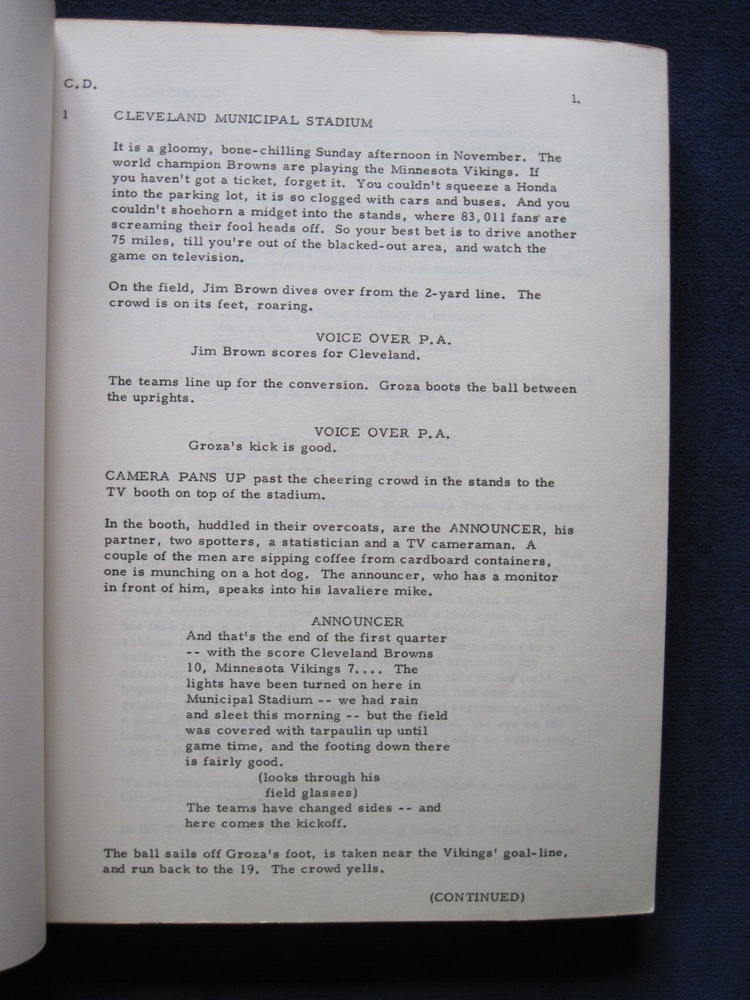 C.D.
1.
1 CLEVELAND MUNICIPAL STADIUM
It is a gloomy, bone-chilling Sunday afternoon in November. The
world champion Browns are playing the Minnesota Vikings. If
you haven't got a ticket, forget it. You couldn't squeeze a Honda
into the parking lot, it is so clogged with cars and buses. And you
couldn't shoehorn a midget into the stands, where 83,011 fans are
screaming their fool heads off. So your best bet is to drive another
75 miles, till you're out of the blacked-out area, and watch the
game on television.
On the field, Jim Brown dives over from the 2-yard line. The
crowd is on its feet, roaring.
VOICE OVER P.A.
Jim Brown scores for Cleveland.
The teams line up for the conversion. Groza boots the ball between
the uprights.
VOICE OVER P.A.
Groza's kick is good.
CAMERA PANS UP past the cheering crowd in the stands to the
TV booth on top of the stadium.
In the booth, huddled in their overcoats, are the ANNOUNCER, his
partner, two spotters, a statistician and a TV cameraman. A
couple of the men are sipping coffee from cardboard containers,
one is munching on a hot dog. The announcer, who has a monitor
in front of him, speaks into his lavaliere mike.
ANNOUNCER
And that's the end of the first quarter
-- with the score Cleveland Browns
10, Minnesota Vikings 7.... The
lights have been turned on here in
Municipal Stadium -- we had rain
and sleet this morning -- but the field
was covered with tarpaulin up until
game time, and the footing down there
is fairly good.
(looks through his
field glasses)
The teams have changed sides -- and
here comes the kickoff.
The ball sails off Groza's foot, is taken near the Vikings' goal-line,
and run back to the 19. The crowd yells.
(CONTINUED)